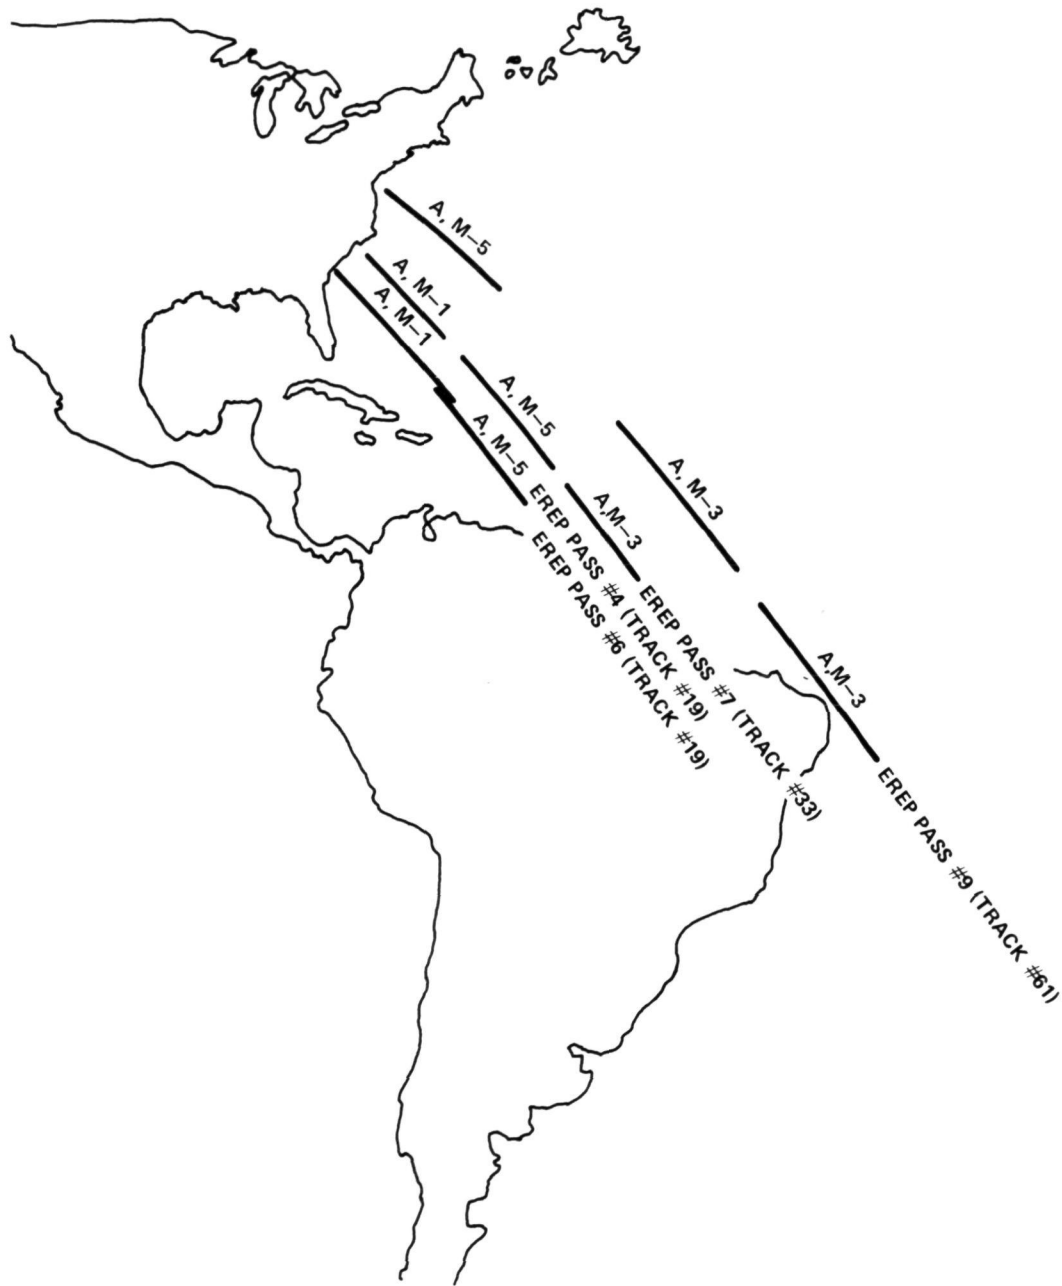 A, M–5
A, M–1
A, M–1
A, M–5
A, M–5
A, M–3
A,M–3
EREP PASS #4 (TRACK #19)
EREP PASS #6 (TRACK #19)
EREP PASS #7 (TRACK #33)
A,M–3
EREP PASS #9 (TRACK #61)